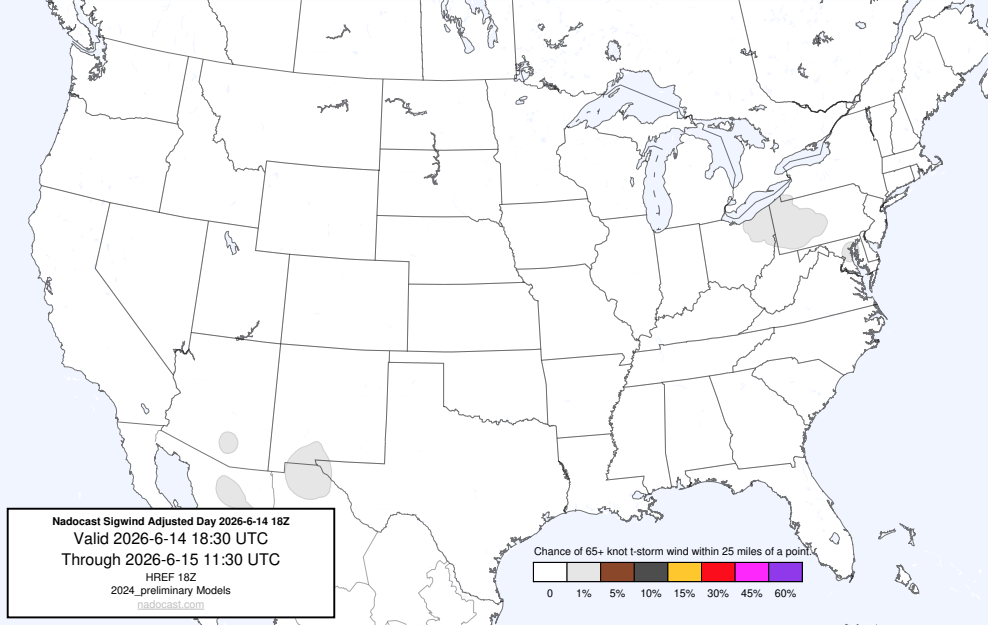 Nadocast Sigwind Adjusted Day 2026-6-14 18Z
Valid 2026-6-14 18:30 UTC
Through 2026-6-15 11:30 UTC
HREF 18Z
2024_preliminary Models
nadocast.com
Chance of 65+ knot t-storm wind within 25 miles of a point.
0 1% 5% 10% 15% 30% 45% 60%